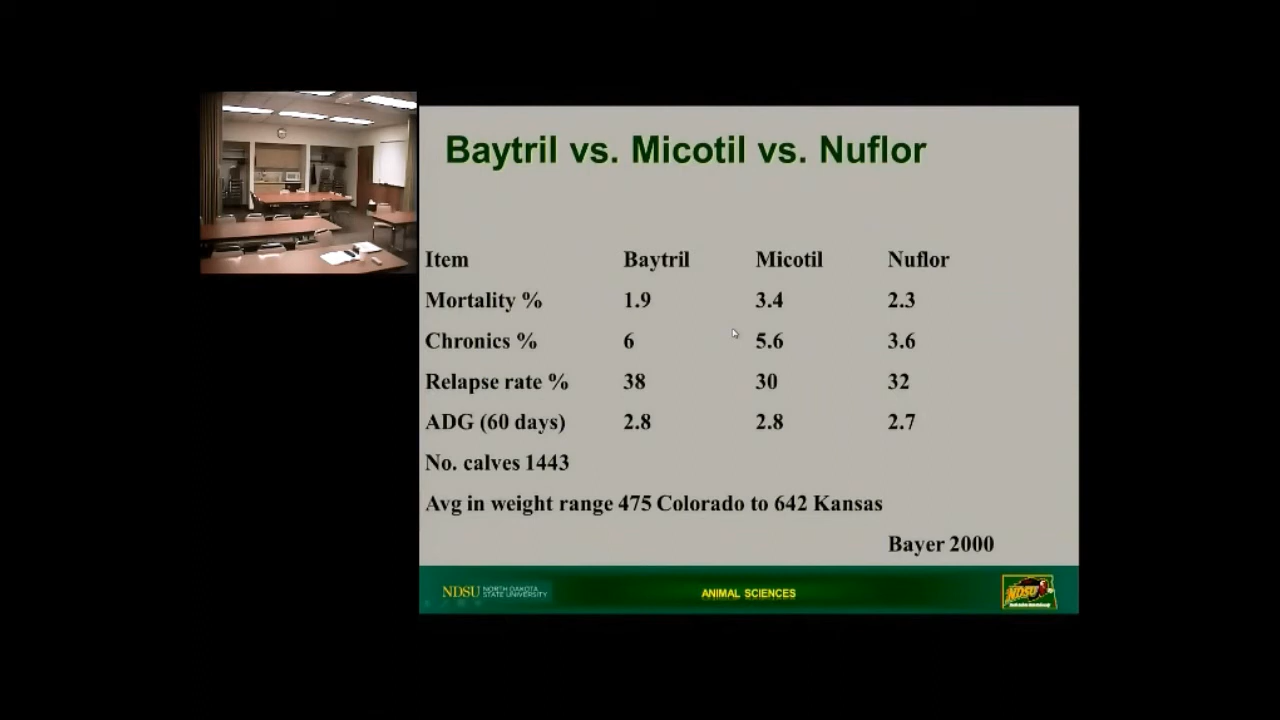 Baytril vs. Micotil vs. Nuflor
Item Baytril Micotil Nuflor
Mortality % 1.9 3.4 2.3
Chronics % 6 5.6 3.6
Relapse rate % 38 30 32
ADG (60 days) 2.8 2.8 2.7
No. calves 1443
Avg in weight range 475 Colorado to 642 Kansas
Bayer 2000
NDSU NORTH DAKOTA
STATE UNIVERSITY
ANIMAL SCIENCES
NDSU